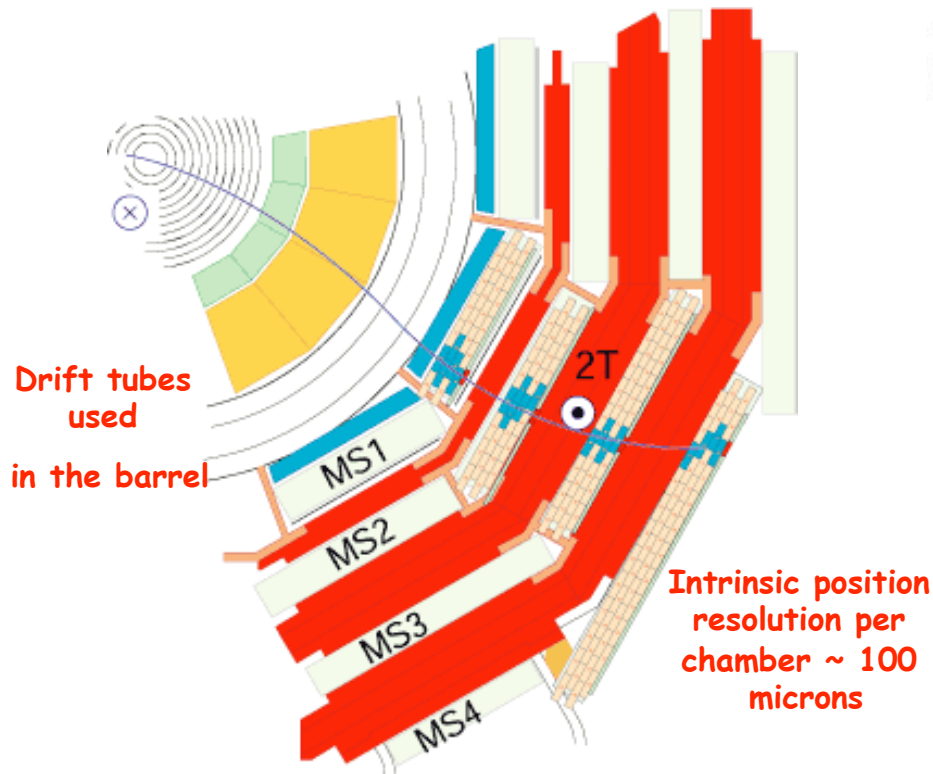 Drift tubes
used
in the barrel
2T
MS1
MS2
MS3
MS4
Intrinsic position
resolution per
chamber ~ 100
microns